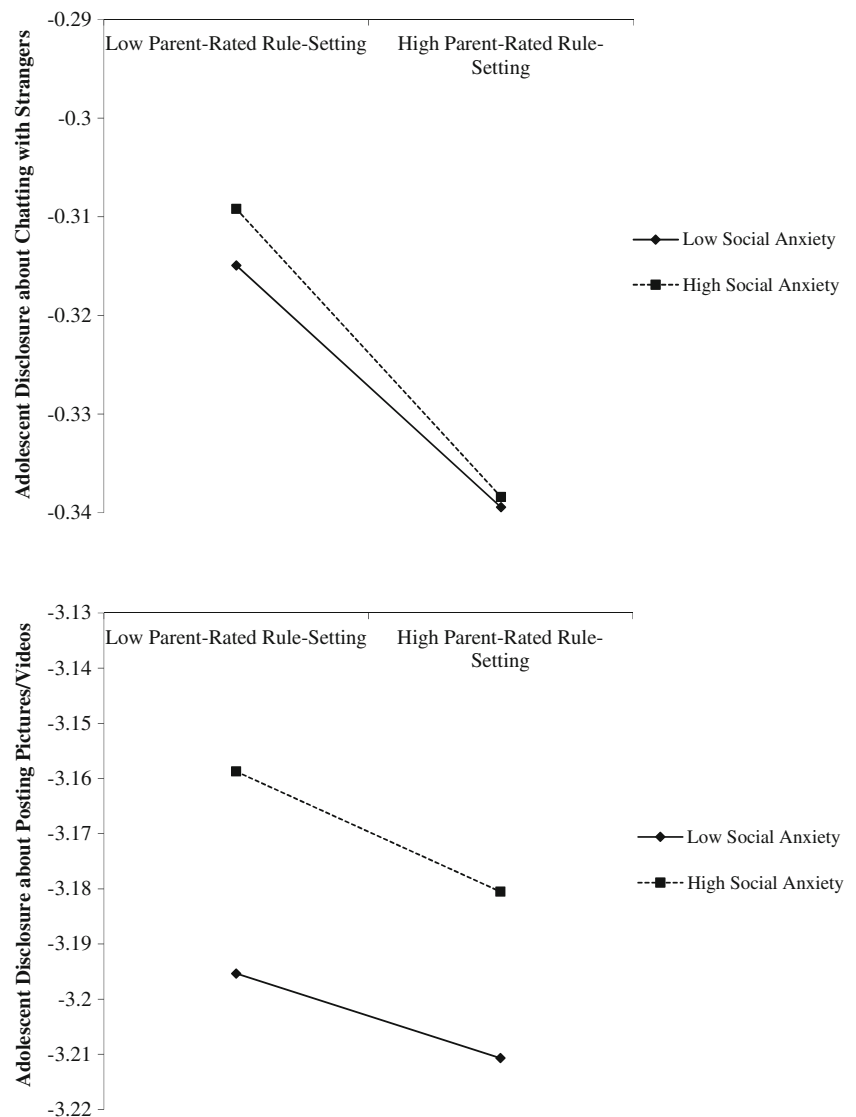 Adolescent Disclosure about Chatting with Strangers
-0.29
-0.3
-0.31
-0.32
-0.33
-0.34
Low Parent-Rated Rule-Setting
High Parent-Rated Rule-
Setting
Low Social Anxiety
High Social Anxiety
Adolescent Disclosure about Posting Pictures/Videos
-3.13
-3.14
-3.15
-3.16
-3.17
-3.18
-3.19
-3.2
-3.21
-3.22
Low Parent-Rated Rule-Setting
High Parent-Rated Rule-
Setting
Low Social Anxiety
High Social Anxiety